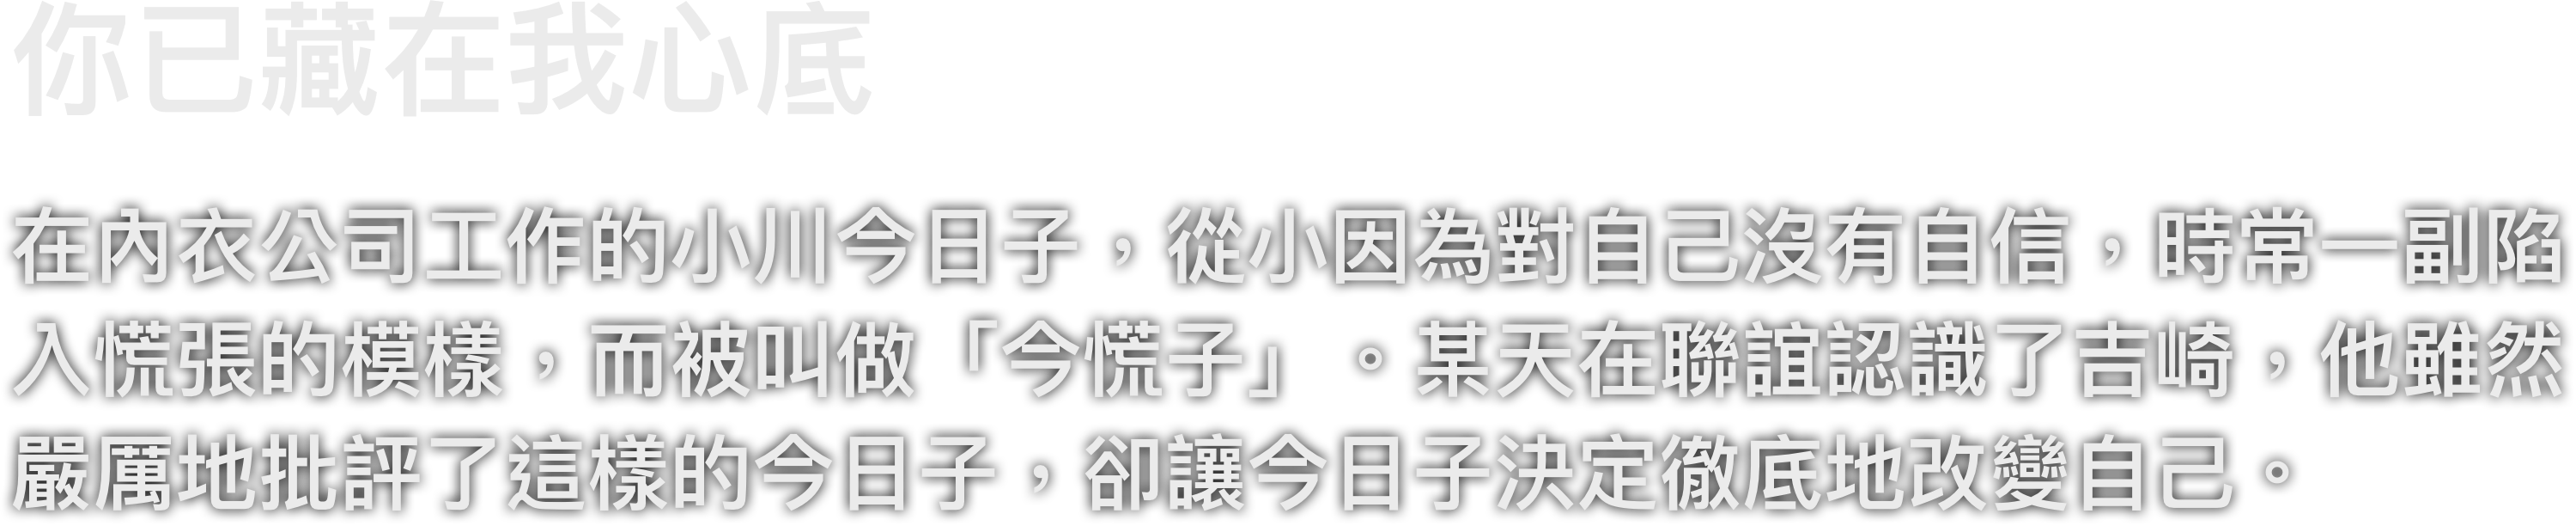 你已藏在我心底
在內衣公司工作的小川今日子，從小因為對自己沒有自信，時常一副陷
入慌張的模樣，而被叫做「今慌子」。某天在聯誼認識了吉崎，他雖然
嚴厲地批評了這樣的今日子，卻讓今日子決定徹底地改變自己。